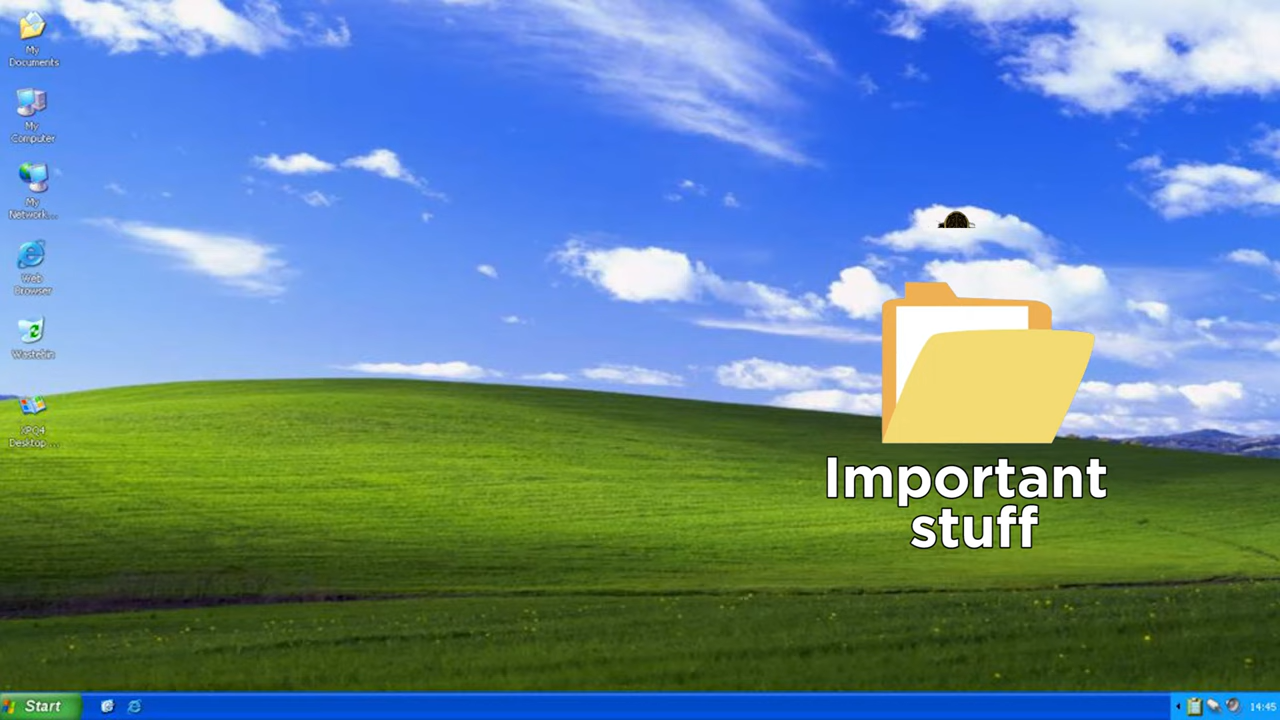 My
Documents
My
Computer
My
Network...
Web
Browser
Wastebin
XPQ4
Desktop ...
Important
stuff
Start
14:45